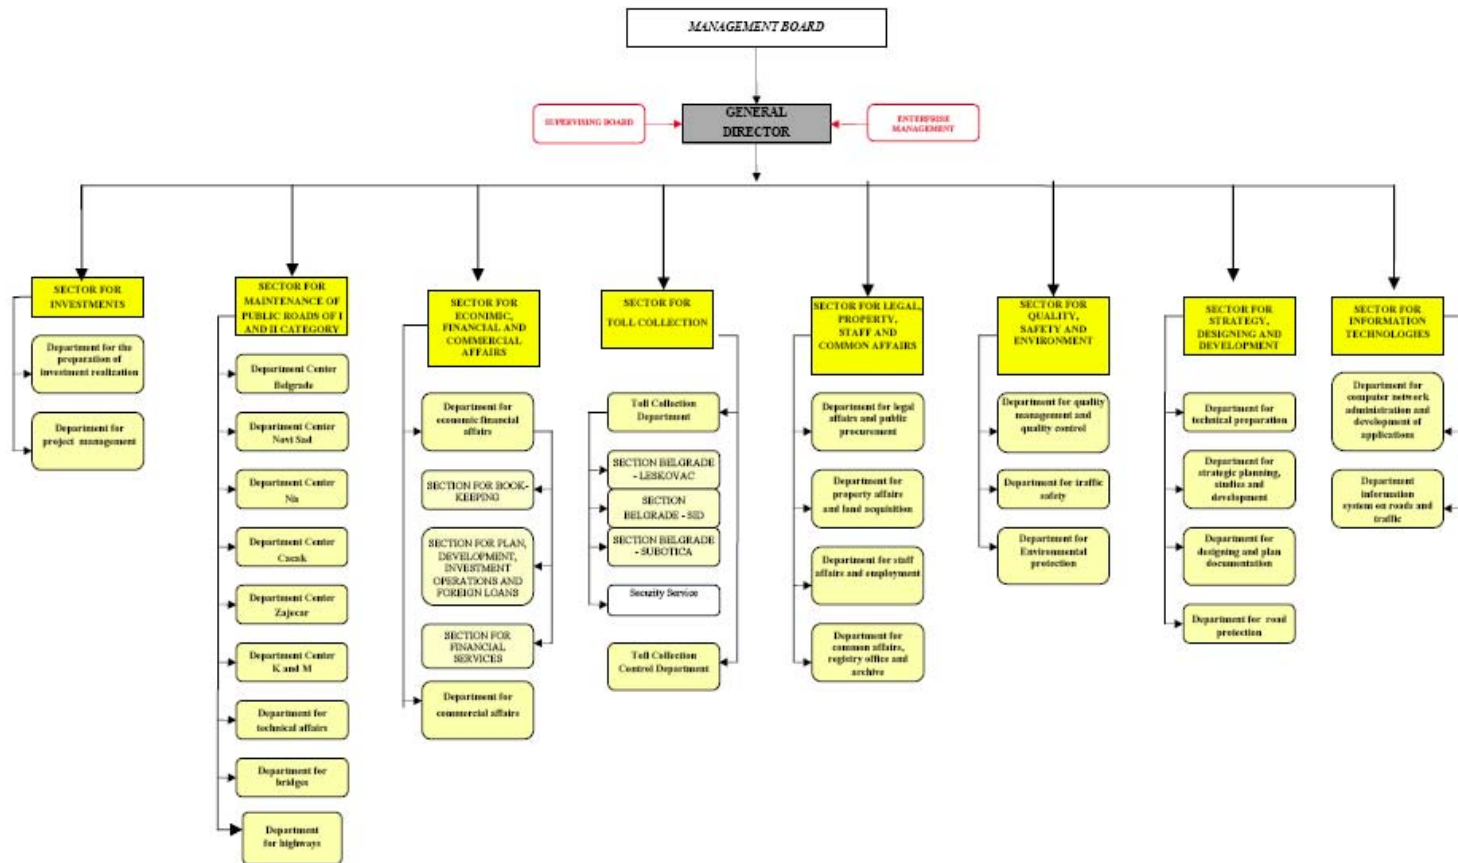 MANAGEMENT BOARD
SUPERVISING BOARD
GENERAL
DIRECTOR
ENTERPRISE
MANAGEMENT
SECTOR FOR
INVESTMENTS
Department for the
preparation of
investment realization
Department for
project management
SECTOR FOR
MAINTENANCE OF
PUBLIC ROADS OF I
AND II CATEGORY
Department Center
Belgrade
Department Center
Novi Sad
Department Center
Nis
Department Center
Cacak
Department Center
Zajecar
Department Center
K and M
Department for
technical affairs
Department for
bridges
Department
for highways
SECTOR FOR
ECONIMIC,
FINANCIAL AND
COMMERCIAL
AFFAIRS
Department for
economic financial
affairs
SECTION FOR BOOK-
KEEPING
SECTION FOR PLAN,
DEVELOPMENT,
INVESTMENT
OPERATIONS AND
FOREIGN LOANS
SECTION FOR
FINANCIAL
SERVICES
Department for
commercial affairs
SECTOR FOR
TOLL COLLECTION
Toll Collection
Department
SECTION BELGRADE
- LESKOVAC
SECTION
BELGRADE - SID
SECTION BELGRADE
- SUBOTICA
Security Service
Toll Collection
Control Department
SECTOR FOR LEGAL,
PROPERTY,
STAFF AND
COMMON AFFAIRS
Department for legal
affairs and public
procurement
Department for
property affairs
and land acquisition
Department for staff
affairs and employment
Department for
common affairs,
registry office and
archive
SECTOR FOR
QUALITY,
SAFETY AND
ENVIRONMENT
Department for quality
management and
quality control
Department for traffic
safety
Department for
Environmental
protection
SECTOR FOR
STRATEGY,
DESIGNING AND
DEVELOPMENT
Department for
technical preparation
Department for
strategic planning,
studies and
development
Department for
designing and plan
documentation
Department for road
protection
SECTOR FOR
INFORMATION
TECHNOLOGIES
Department for
computer network
administration and
development of
applications
Department
information
system on roads and
traffic